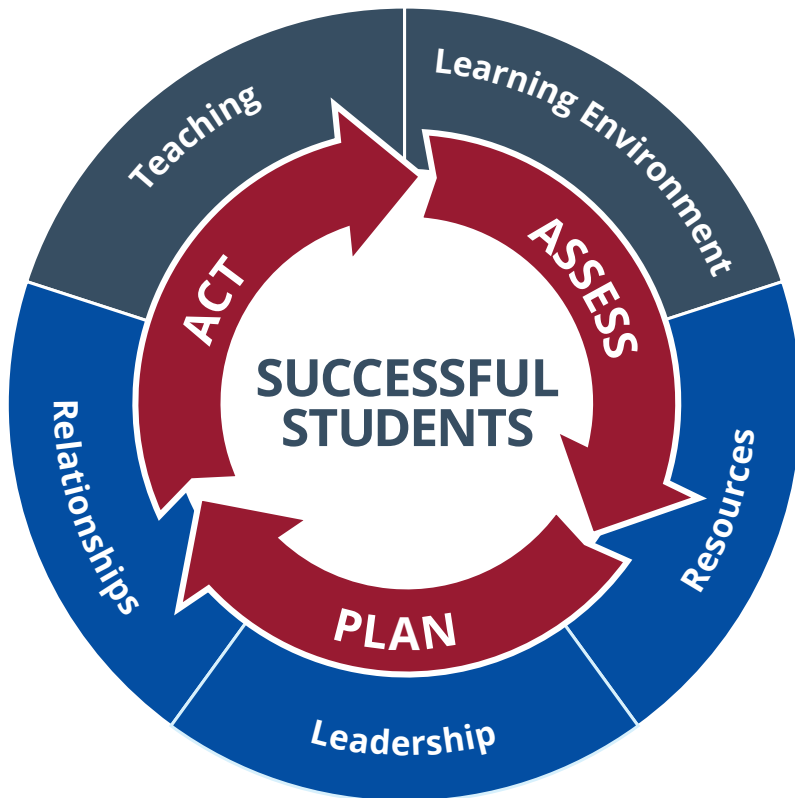 Teaching
Learning Environment
ACT
ASSESS
SUCCESSFUL
STUDENTS
Relationships
Resources
PLAN
Leadership